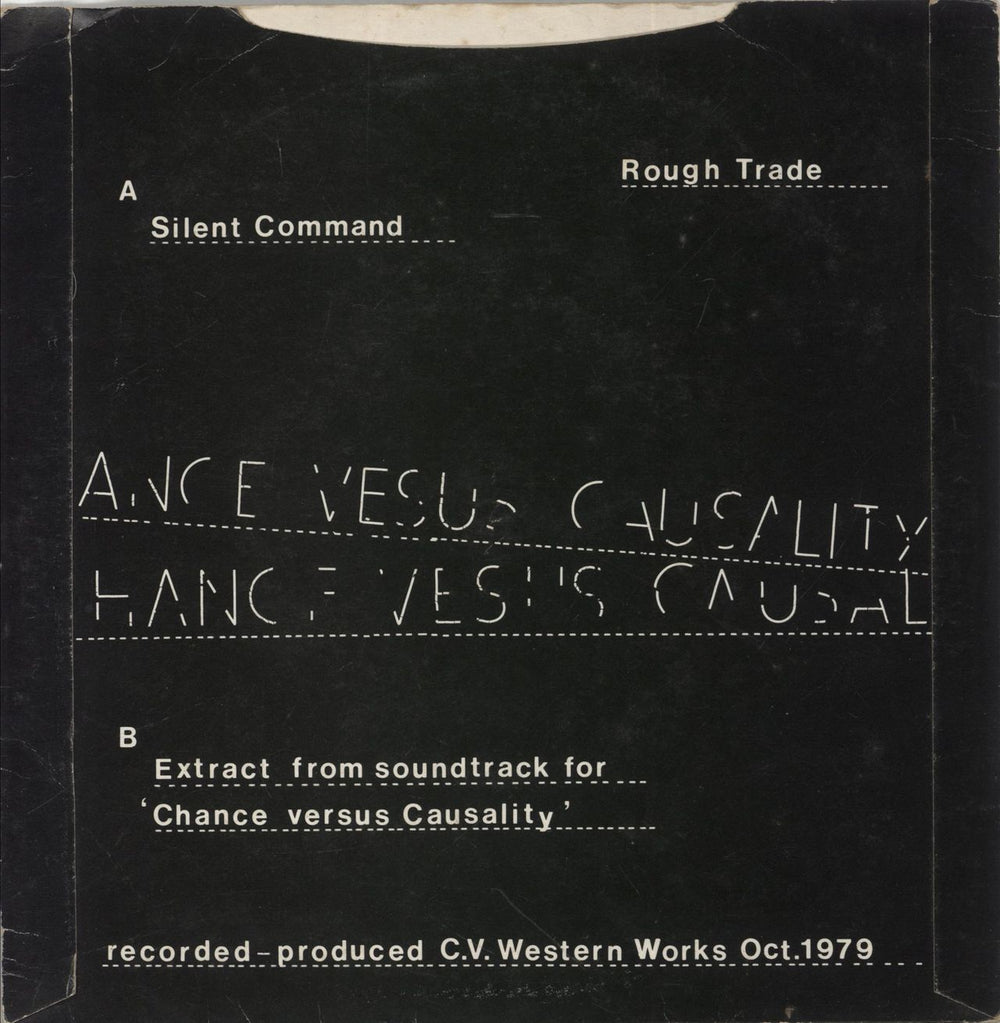 Rough Trade
A
Silent Command
ANCE VESUS CAUSALITY
HANCE VESUS CAUSAL
B
Extract from soundtrack for
‘Chance versus Causality’
recorded-produced C.V. Western Works Oct.1979